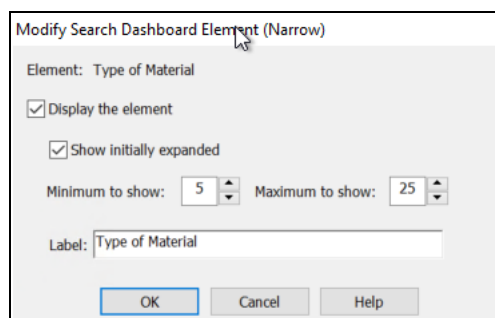 Modify Search Dashboard Element (Narrow)
Element: Type of Material
Display the element
Show initially expanded
Minimum to show: 5 Maximum to show: 25
Label: Type of Material
OK Cancel Help